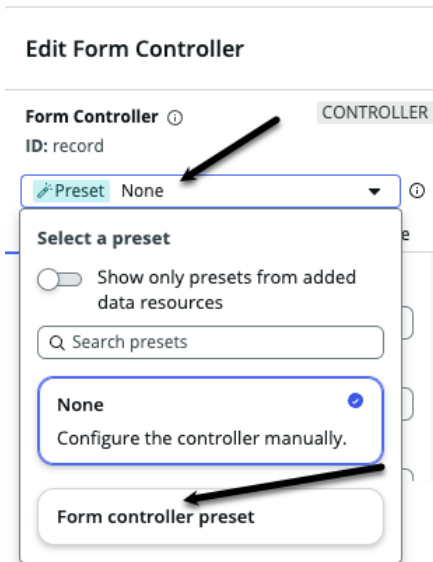 Edit Form Controller
Form Controller
CONTROLLER
ID: record
Preset None
e
Select a preset
Show only presets from added
data resources
Search presets
None
Configure the controller manually.
Form controller preset